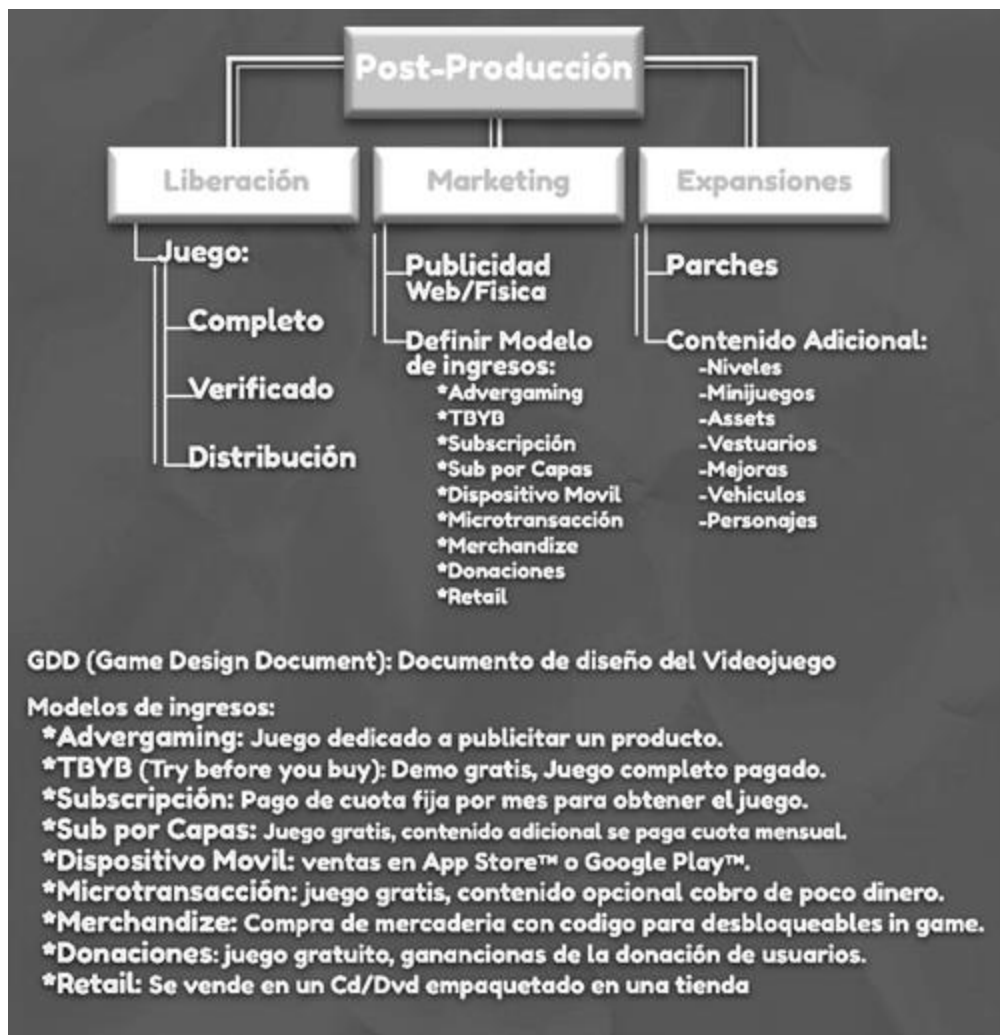 Post-Producción
Liberación
Juego:
Completo
Verificado
Distribución
Marketing
Publicidad
Web/Fisica
Definir Modelo
de ingresos:
*Advergaming
*TBYB
*Subscripción
*Sub por Capas
*Dispositivo Movil
*Microtransacción
*Merchandize
*Donaciones
*Retail
Expansiones
Parches
Contenido Adicional:
-Niveles
-Minijuegos
-Assets
-Vestuarios
-Mejoras
-Vehiculos
-Personajes
GDD (Game Design Document): Documento de diseño del Videojuego
Modelos de ingresos:
*Advergaming: Juego dedicado a publicitar un producto.
*TBYB (Try before you buy): Demo gratis, Juego completo pagado.
*Subscripción: Pago de cuota fija por mes para obtener el juego.
*Sub por Capas: Juego gratis, contenido adicional se paga cuota mensual.
*Dispositivo Movil: ventas en App Store™ o Google Play™.
*Microtransacción: juego gratis, contenido opcional cobro de poco dinero.
*Merchandize: Compra de mercaderia con codigo para desbloqueables in game.
*Donaciones: juego gratuito, ganancionas de la donación de usuarios.
*Retail: Se vende en un Cd/Dvd empaquetado en una tienda